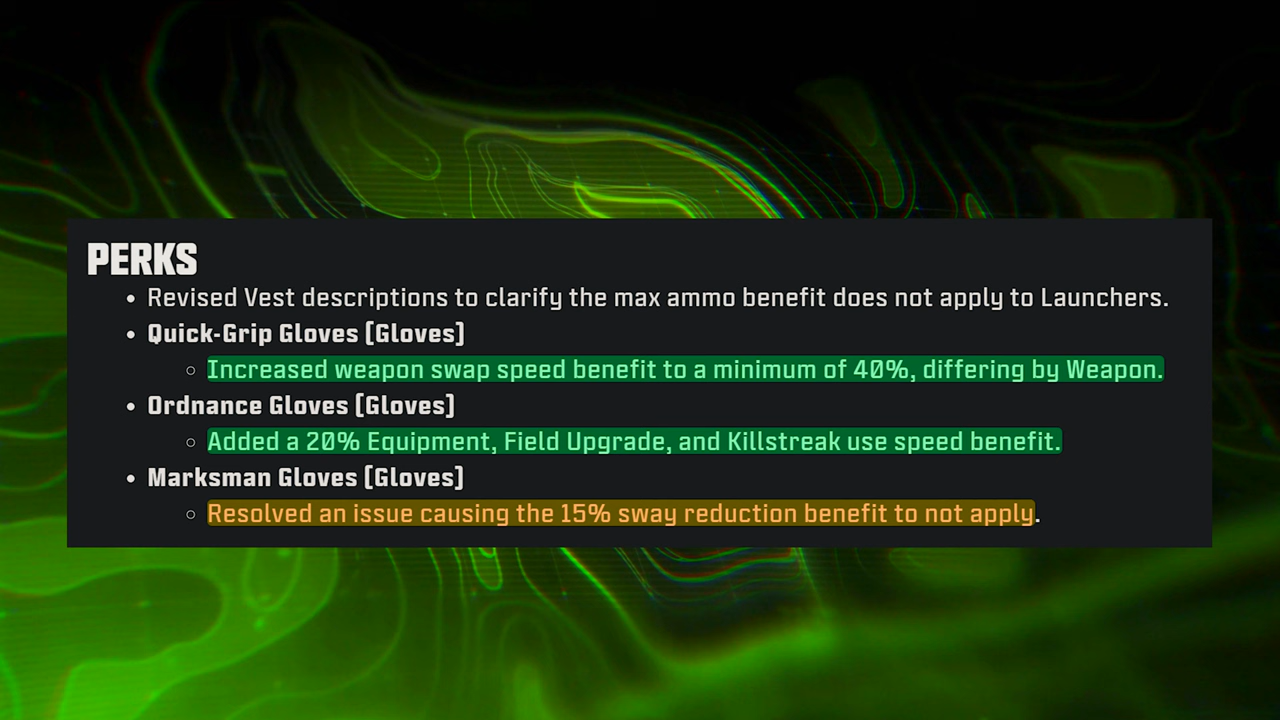 PERKS
• Revised Vest descriptions to clarify the max ammo benefit does not apply to Launchers.
• Quick-Grip Gloves [Gloves]
○ Increased weapon swap speed benefit to a minimum of 40%, differing by Weapon.
• Ordnance Gloves [Gloves]
○ Added a 20% Equipment, Field Upgrade, and Killstreak use speed benefit.
• Marksman Gloves [Gloves]
○ Resolved an issue causing the 15% sway reduction benefit to not apply.